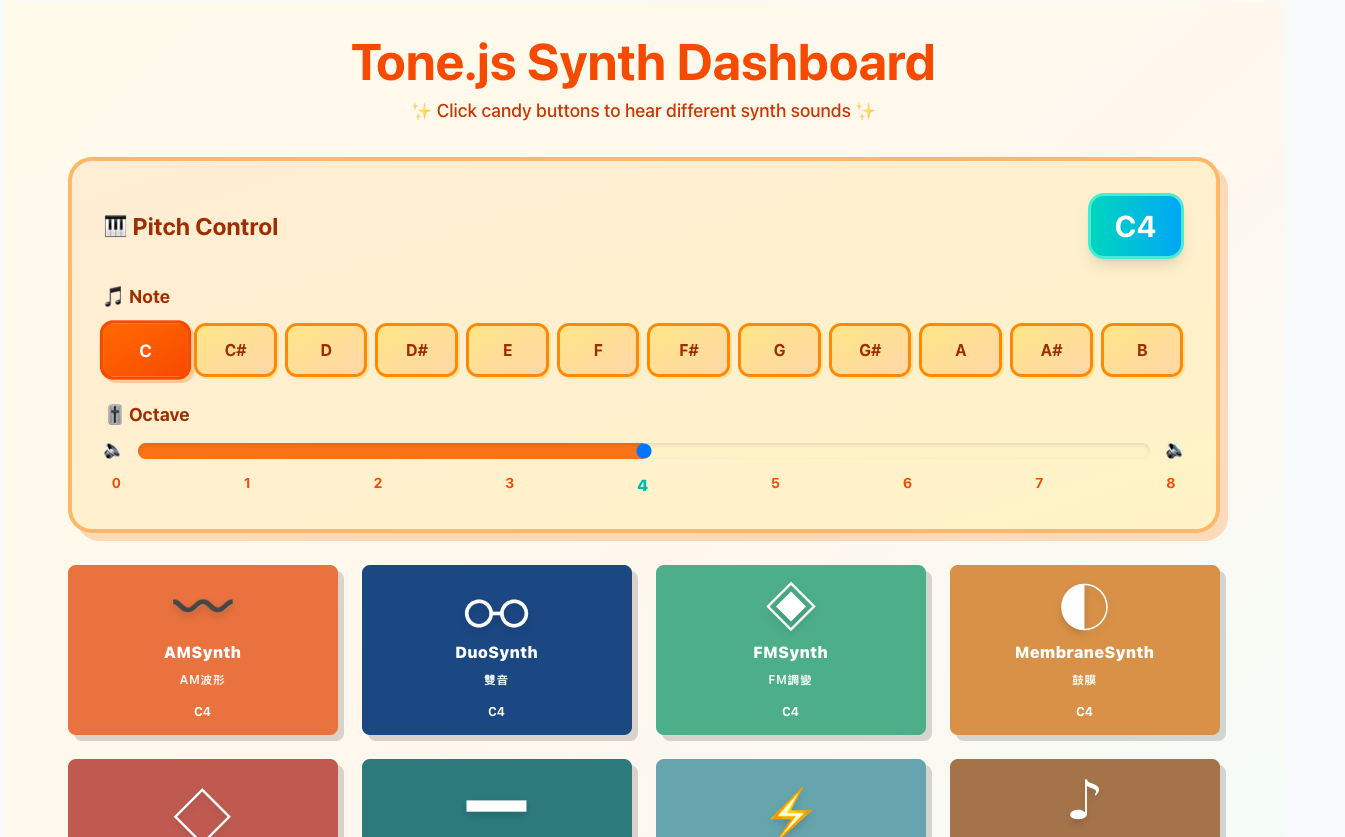 Tone.js Synth Dashboard
✨ Click candy buttons to hear different synth sounds ✨
🎹 Pitch Control
C4
🎵 Note
C C# D D# E F F# G G# A A# B
🎚️ Octave
0 1 2 3 4 5 6 7 8
AMSynth
AM波形
C4
DuoSynth
雙音
C4
FMSynth
FM調變
C4
MembraneSynth
鼓膜
C4